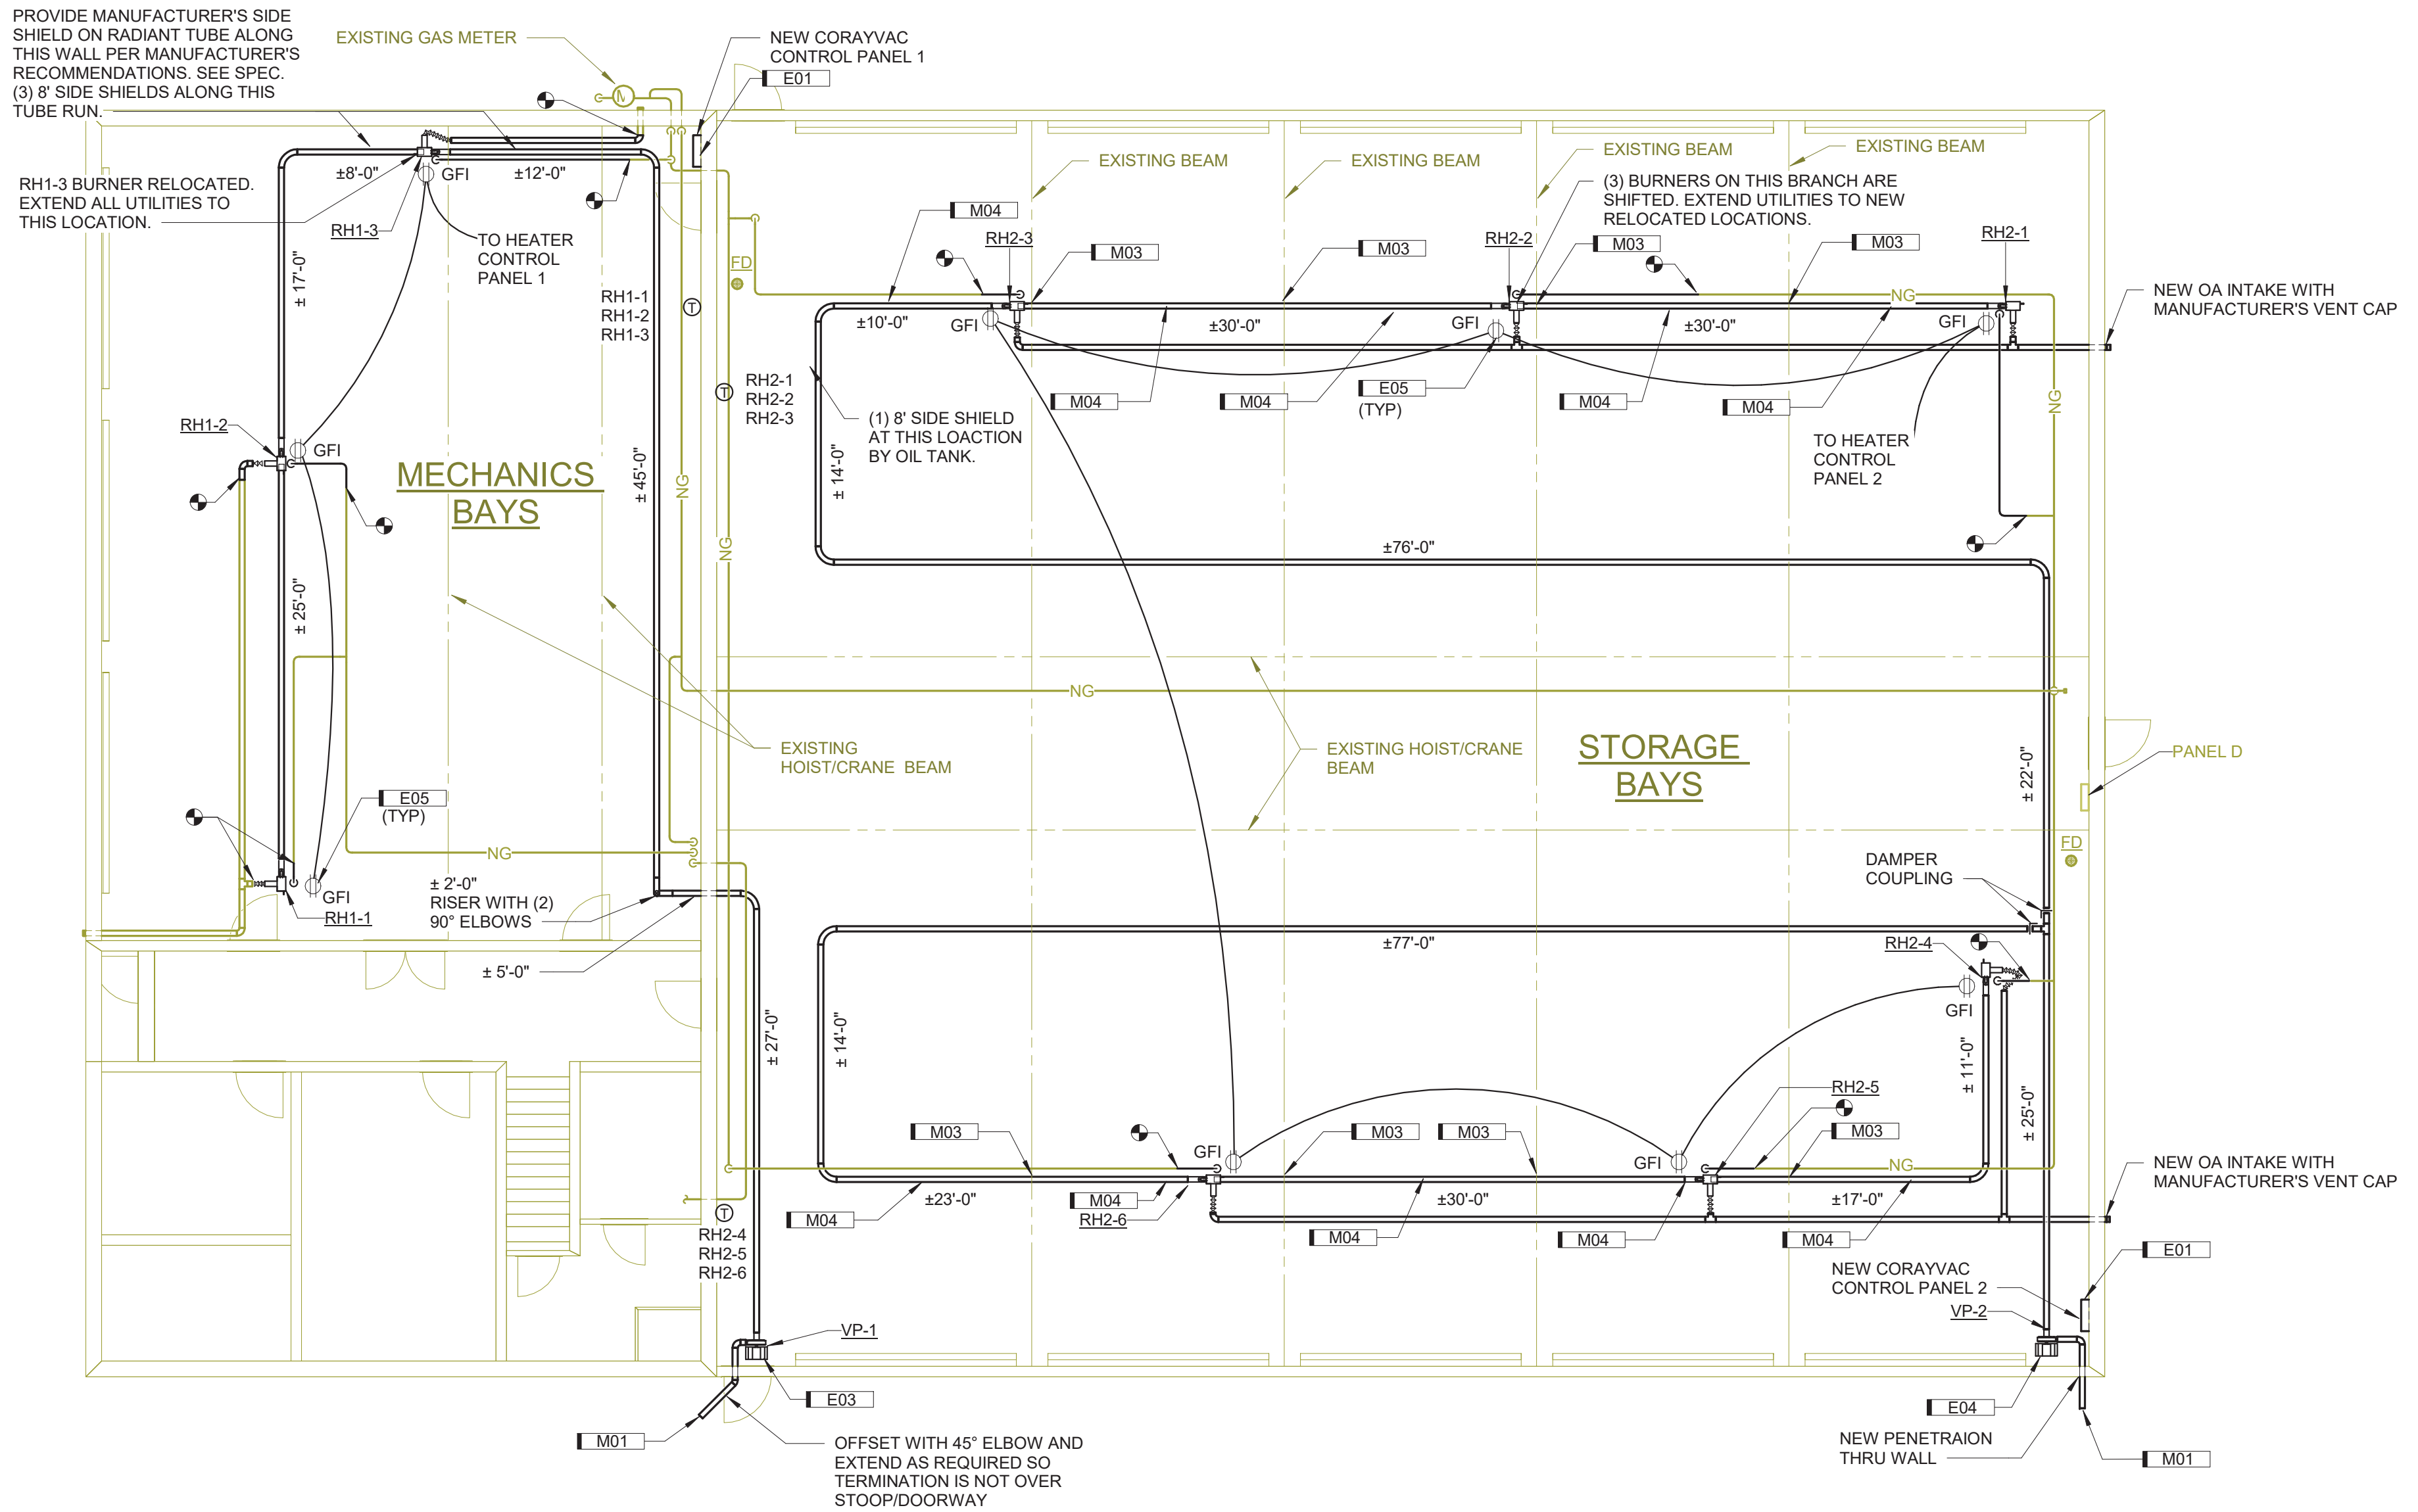 PROVIDE MANUFACTURER'S SIDE
SHIELD ON RADIANT TUBE ALONG
THIS WALL PER MANUFACTURER'S
RECOMMENDATIONS. SEE SPEC.
(3) 8' SIDE SHIELDS ALONG THIS
TUBE RUN.
EXISTING GAS METER
M
NEW CORAYVAC
CONTROL PANEL 1
E01
RH1-3 BURNER RELOCATED.
EXTEND ALL UTILITIES TO
THIS LOCATION.
±8'-0"
GFI
±12'-0"
RH1-3
TO HEATER
CONTROL
PANEL 1
± 17'-0"
RH1-1
RH1-2
RH1-3
T
FD
RH1-2
GFI
MECHANICS
BAYS
± 45'-0"
NG
NG
± 25'-0"
EXISTING
HOIST/CRANE BEAM
E05
(TYP)
NG
GFI
RH1-1
± 2'-0"
RISER WITH (2)
90° ELBOWS
± 5'-0"
± 27'-0"
EXISTING BEAM
EXISTING BEAM
EXISTING BEAM
EXISTING BEAM
(3) BURNERS ON THIS BRANCH ARE
SHIFTED. EXTEND UTILITIES TO NEW
RELOCATED LOCATIONS.
M04
RH2-3
M03
M03
RH2-2
M03
M03
RH2-1
NEW OA INTAKE WITH
MANUFACTURER'S VENT CAP
NG
±10'-0"
GFI
±30'-0"
GFI
±30'-0"
GFI
T
RH2-1
RH2-2
RH2-3
M04
M04
E05
(TYP)
M04
M04
NG
(1) 8' SIDE SHIELD
AT THIS LOACTION
BY OIL TANK.
TO HEATER
CONTROL
PANEL 2
± 14'-0"
±76'-0"
NG
EXISTING HOIST/CRANE
BEAM
STORAGE
BAYS
± 22'-0"
PANEL D
FD
DAMPER
COUPLING
±77'-0"
RH2-4
GFI
± 14'-0"
± 11'-0"
± 25'-0"
RH2-5
M03
M03
M03
M03
GFI
GFI
NG
NEW OA INTAKE WITH
MANUFACTURER'S VENT CAP
±23'-0"
M04
RH2-6
±30'-0"
±17'-0"
M04
M04
M04
M04
T
RH2-4
RH2-5
RH2-6
E01
NEW CORAYVAC
CONTROL PANEL 2
VP-2
VP-1
E03
E04
M01
OFFSET WITH 45° ELBOW AND
EXTEND AS REQUIRED SO
TERMINATION IS NOT OVER
STOOP/DOORWAY
NEW PENETRAION
THRU WALL
M01